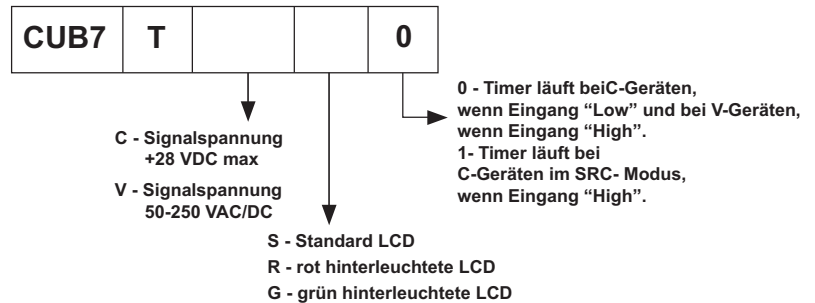 CUB7 T 0
0 - Timer läuft beiC-Geräten,
wenn Eingang “Low” und bei V-Geräten,
wenn Eingang “High”.
1- Timer läuft bei
C-Geräten im SRC- Modus,
wenn Eingang “High”.
C - Signalspannung
+28 VDC max
V - Signalspannung
50-250 VAC/DC
S - Standard LCD
R - rot hinterleuchtete LCD
G - grün hinterleuchtete LCD